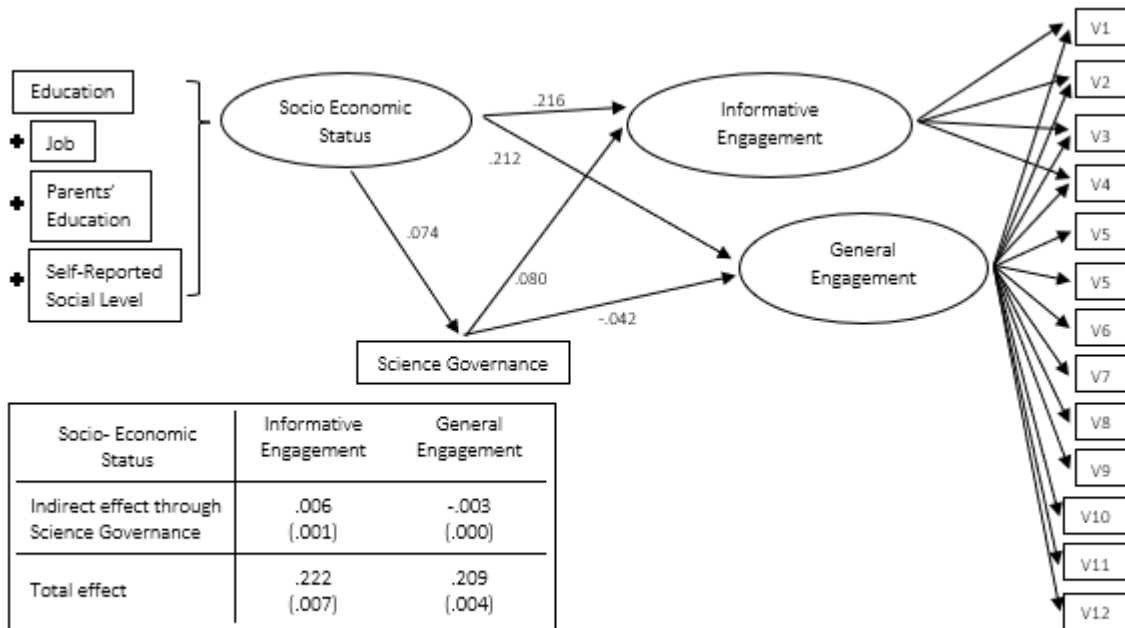 Education
Job
Parents'
Education
Self-Reported
Social Level
Socio Economic
Status
.216
.212
.074
.080
-.042
Science Governance
Informative
Engagement
General
Engagement
V1
V2
V3
V4
V5
V5
V6
V7
V8
V9
V10
V11
V12
Socio- Economic
Status
Informative
Engagement
General
Engagement
Indirect effect through
Science Governance
.006
(.001)
-.003
(.000)
Total effect
.222
(.007)
.209
(.004)